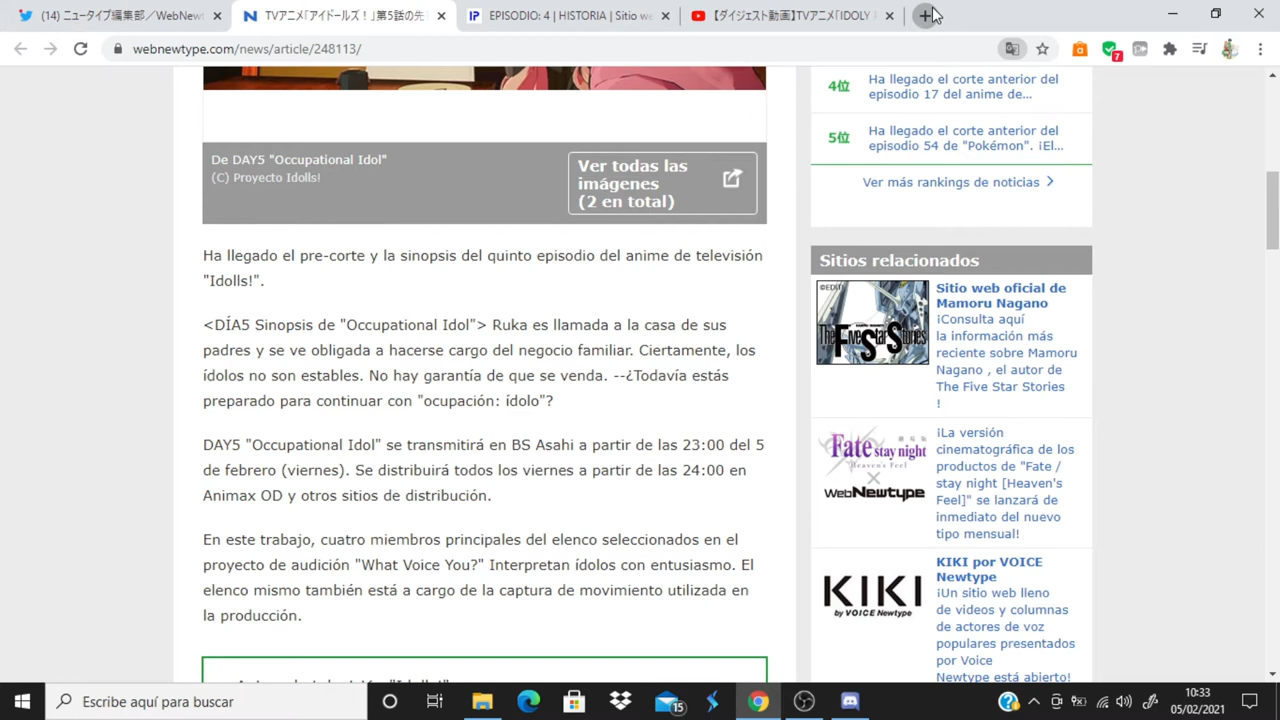 (14) ニュータイプ編集部／WebNew
TVアニメ「アイドールズ！」第5話の先
EPISODIO: 4 | HISTORIA | Sitio we
【ダイジェスト動画】TVアニメ「IDOLY
webnewtype.com/news/article/248113/
7
De DAY5 "Occupational Idol"
(C) Proyecto Idolls!
Ver todas las
imágenes
(2 en total)
Ha llegado el pre-corte y la sinopsis del quinto episodio del anime de televisión
"Idolls!".
<DÍA5 Sinopsis de "Occupational Idol"> Ruka es llamada a la casa de sus
padres y se ve obligada a hacerse cargo del negocio familiar. Ciertamente, los
ídolos no son estables. No hay garantía de que se venda. --¿Todavía estás
preparado para continuar con "ocupación: ídolo"?
DAY5 "Occupational Idol" se transmitirá en BS Asahi a partir de las 23:00 del 5
de febrero (viernes). Se distribuirá todos los viernes a partir de las 24:00 en
Animax OD y otros sitios de distribución.
En este trabajo, cuatro miembros principales del elenco seleccionados en el
proyecto de audición "What Voice You?" Interpretan ídolos con entusiasmo. El
elenco mismo también está a cargo de la captura de movimiento utilizada en
la producción.
4位
Ha llegado el corte anterior del
episodio 17 del anime de...
5位
Ha llegado el corte anterior del
episodio 54 de "Pokémon". ¡El...
Ver más rankings de noticias
Sitios relacionados
©EDIT
The Five Star Stories
Sitio web oficial de
Mamoru Nagano
¡Consulta aquí
la información más
reciente sobre Mamoru
Nagano , el autor de
The Five Star Stories
!
Fate
stay night
Heaven's Feel
×
WebNewtype
¡La versión
cinematográfica de los
productos de "Fate /
stay night [Heaven's
Feel]" se lanzará de
inmediato del nuevo
tipo mensual!
KIKI
by VOICE Newtype
KIKI por VOICE
Newtype
¡Un sitio web lleno
de videos y columnas
de actores de voz
populares presentados
por Voice
Newtype está abierto!
Escribe aquí para buscar
15
10:33
05/02/2021